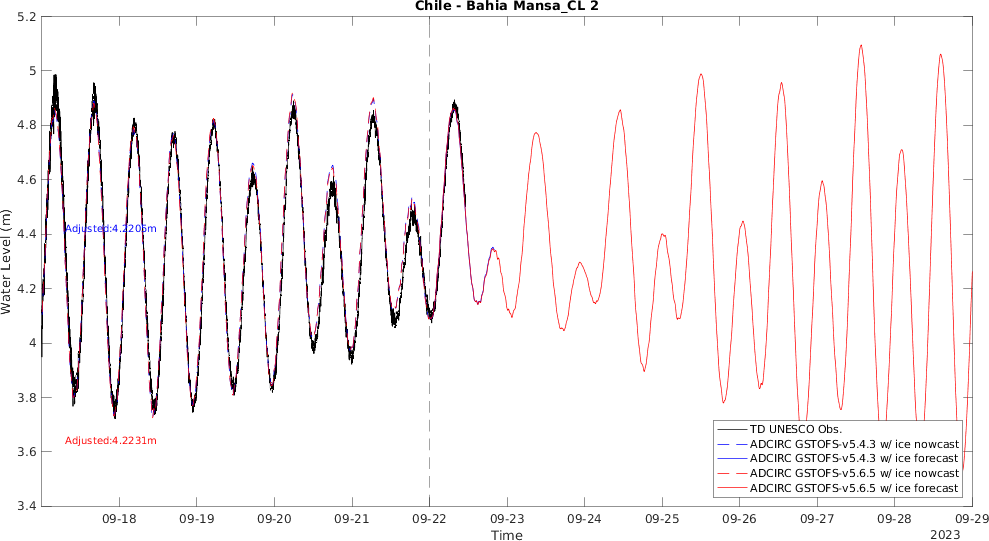 Chile - Bahia Mansa_CL 2
Water Level (m)
5.2
5
4.8
4.6
4.4
4.2
4
3.8
3.6
3.4
Adjusted:4.2205m
Adjusted:4.2231m
TD UNESCO Obs.
ADCIRC GSTOFS-v5.4.3 w/ ice nowcast
ADCIRC GSTOFS-v5.4.3 w/ ice forecast
ADCIRC GSTOFS-v5.6.5 w/ ice nowcast
ADCIRC GSTOFS-v5.6.5 w/ ice forecast
09-18 09-19 09-20 09-21 09-22 09-23 09-24 09-25 09-26 09-27 09-28 09-29
Time
2023